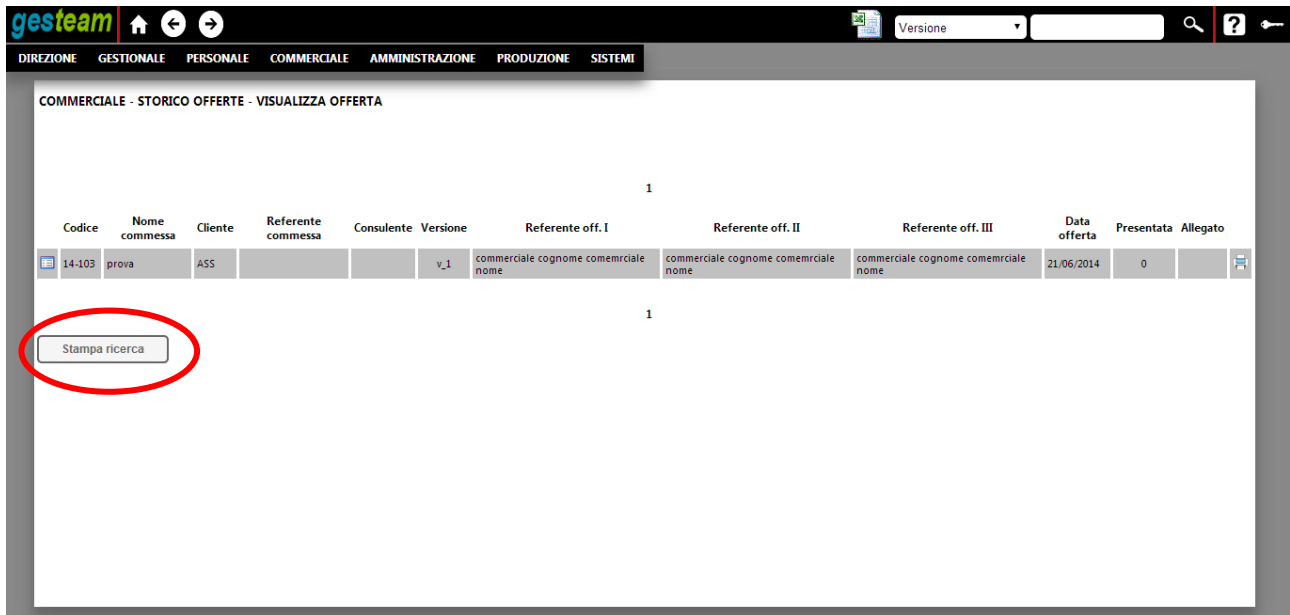 gesteam Versione ?
DIREZIONE GESTIONALE PERSONALE COMMERCIALE AMMINISTRAZIONE PRODUZIONE SISTEMI
COMMERCIALE - STORICO OFFERTE - VISUALIZZA OFFERTA
1
Codice Nome commessa Cliente Referente commessa Consulente Versione Referente off. I Referente off. II Referente off. III Data offerta Presentata Allegato
14-103 prova ASS v_1 commerciale cognome comemrciale nome commerciale cognome comemrciale nome commerciale cognome comemrciale nome 21/06/2014 0
1
Stampa ricerca